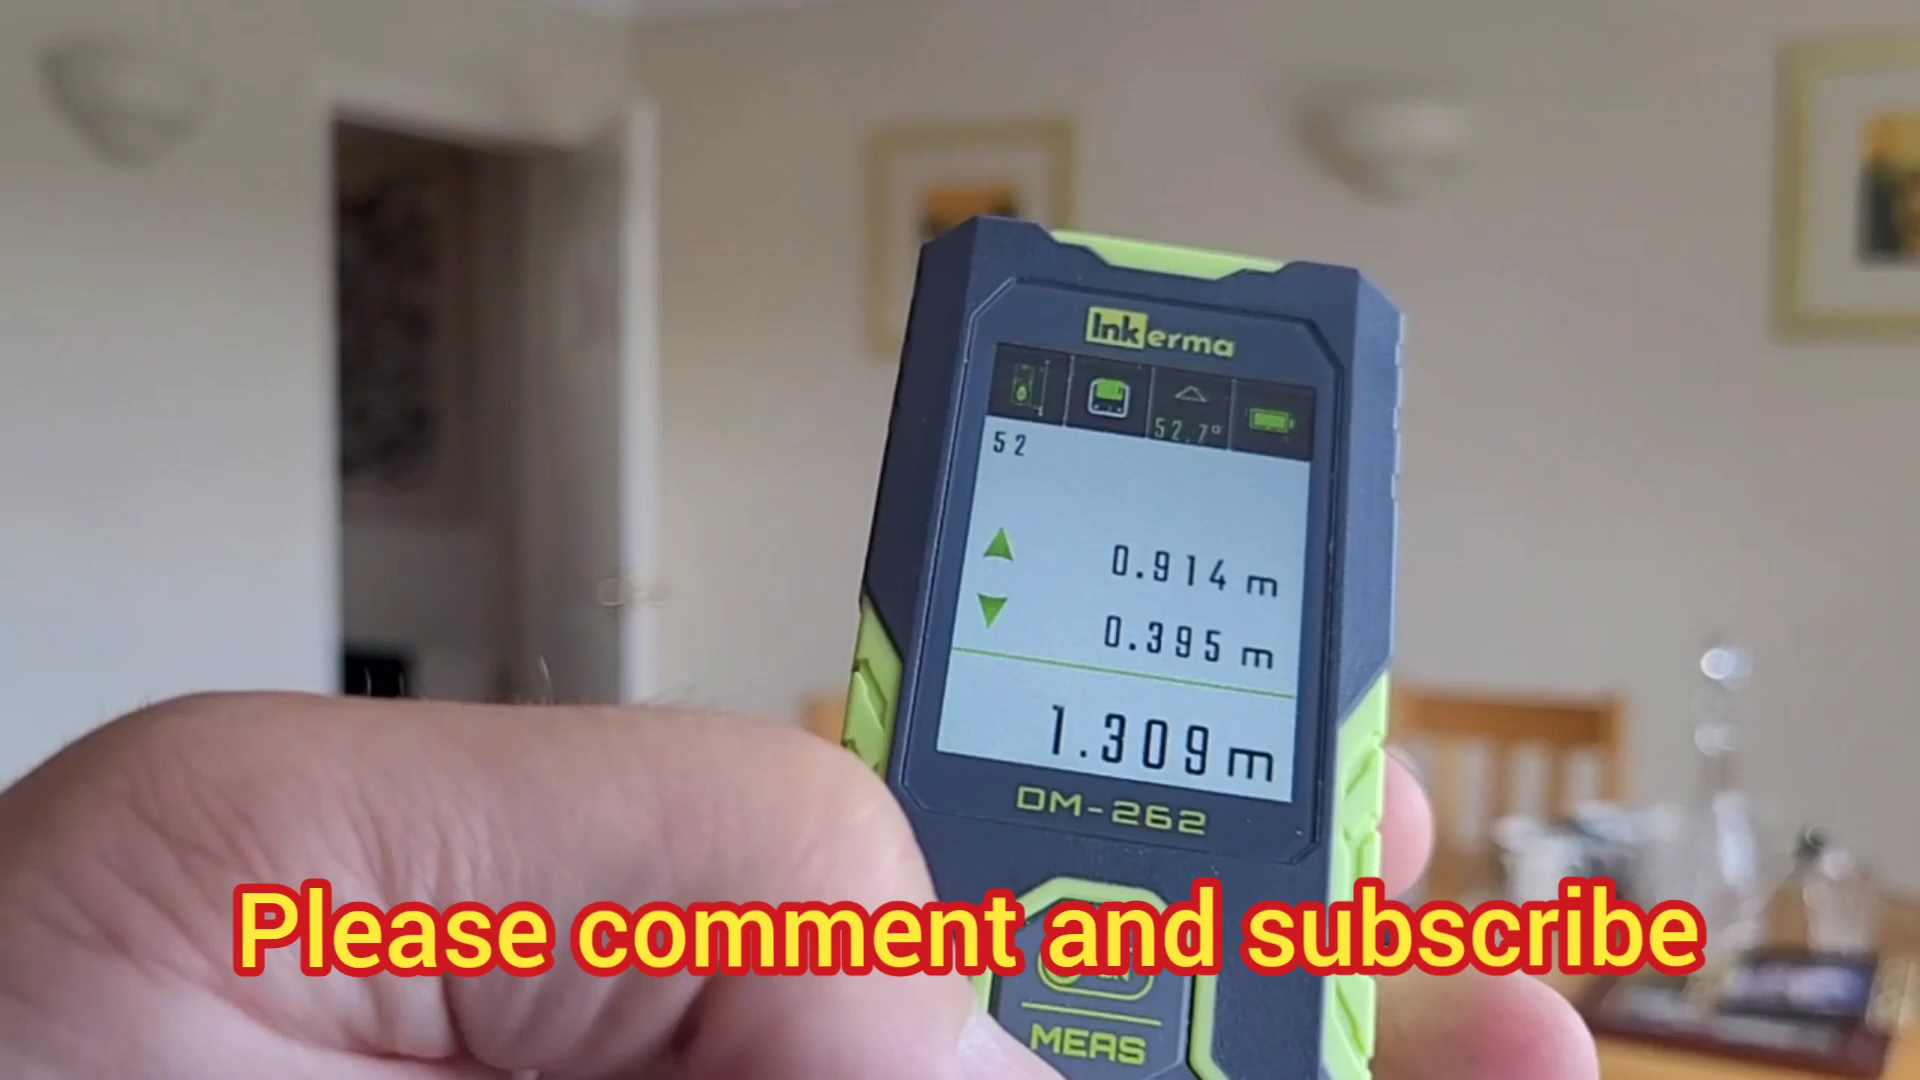 Inkerma
52.7°
52
0.914 m
0.395 m
1.309 m
DM-262
Please comment and subscribe
MEAS